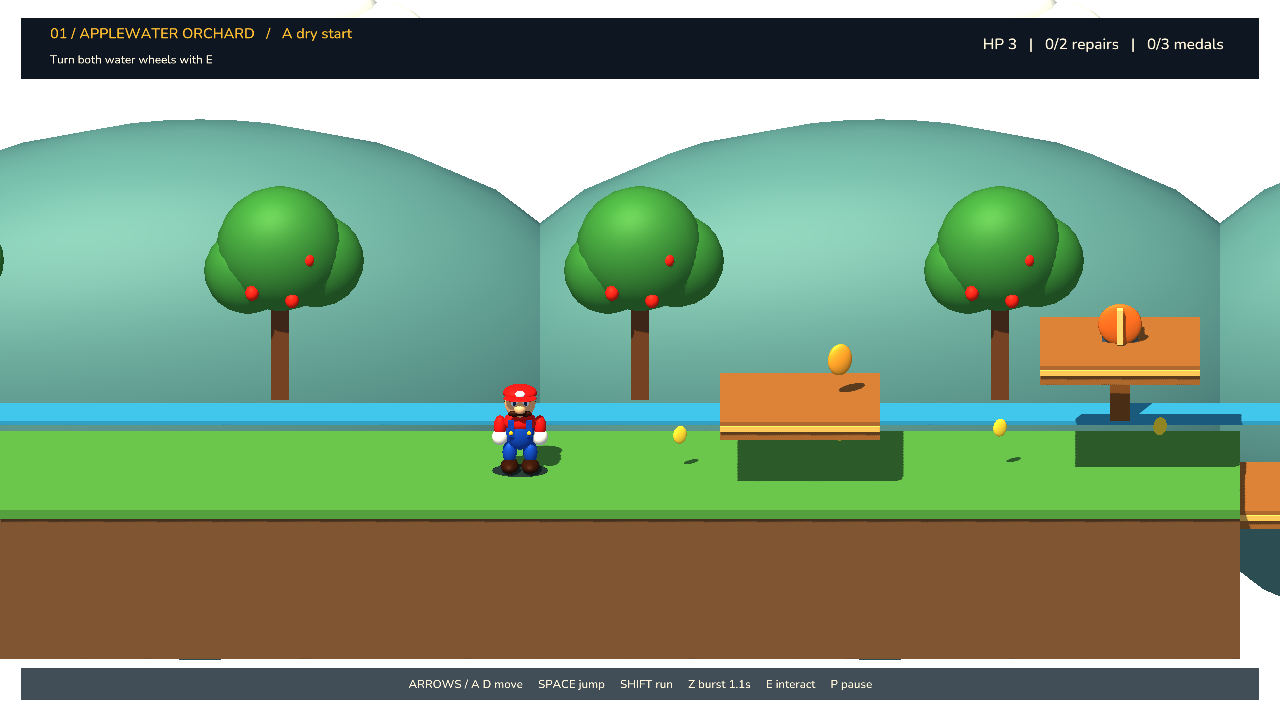 01 / APPLEWATER ORCHARD / A dry start
Turn both water wheels with E
HP 3 | 0/2 repairs | 0/3 medals
ARROWS / A D move SPACE jump SHIFT run Z burst 1.1s E interact P pause